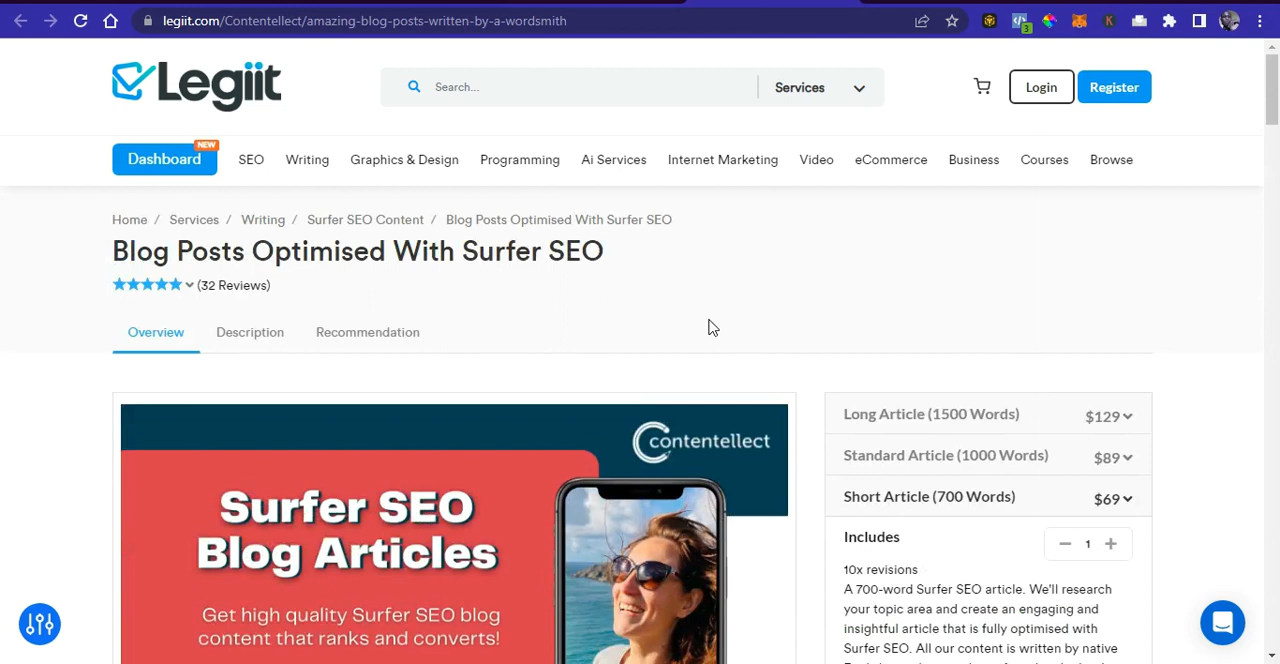 legiit.com/Contentellect/amazing-blog-posts-written-by-a-wordsmith
3
K
Legiit
Search...
Services
Login
Register
Dashboard
NEW
SEO
Writing
Graphics & Design
Programming
Ai Services
Internet Marketing
Video
eCommerce
Business
Courses
Browse
Home / Services / Writing / Surfer SEO Content / Blog Posts Optimised With Surfer SEO
Blog Posts Optimised With Surfer SEO
(32 Reviews)
Overview
Description
Recommendation
contentellect
Surfer SEO
Blog Articles
Get high quality Surfer SEO blog
content that ranks and converts!
Long Article (1500 Words) $129
Standard Article (1000 Words) $89
Short Article (700 Words) $69
Includes
1
10x revisions
A 700-word Surfer SEO article. We'll research
your topic area and create an engaging and
insightful article that is fully optimised with
Surfer SEO. All our content is written by native